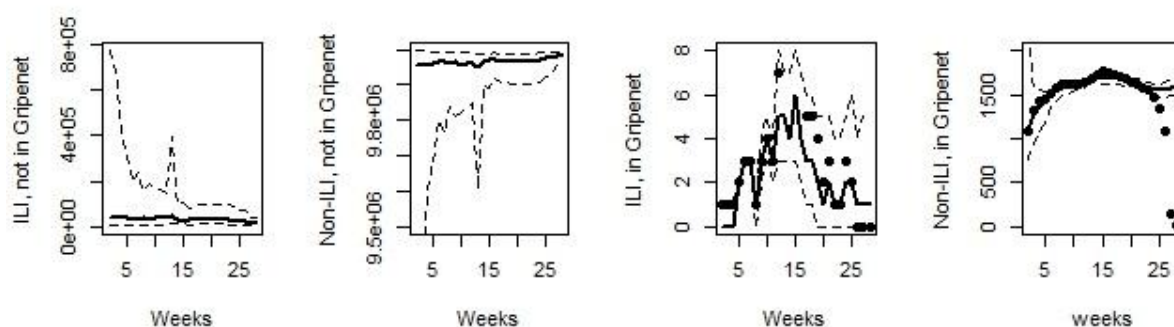 ILI, not in Gripenet
0e+00 4e+05 8e+05
5 15 25
Weeks
Non-ILI, not in Gripenet
9.5e+06 9.8e+06
5 15 25
Weeks
ILI, in Gripenet
0 2 4 6 8
5 15 25
Weeks
Non-ILI, in Gripenet
0 500 1500
5 15 25
weeks